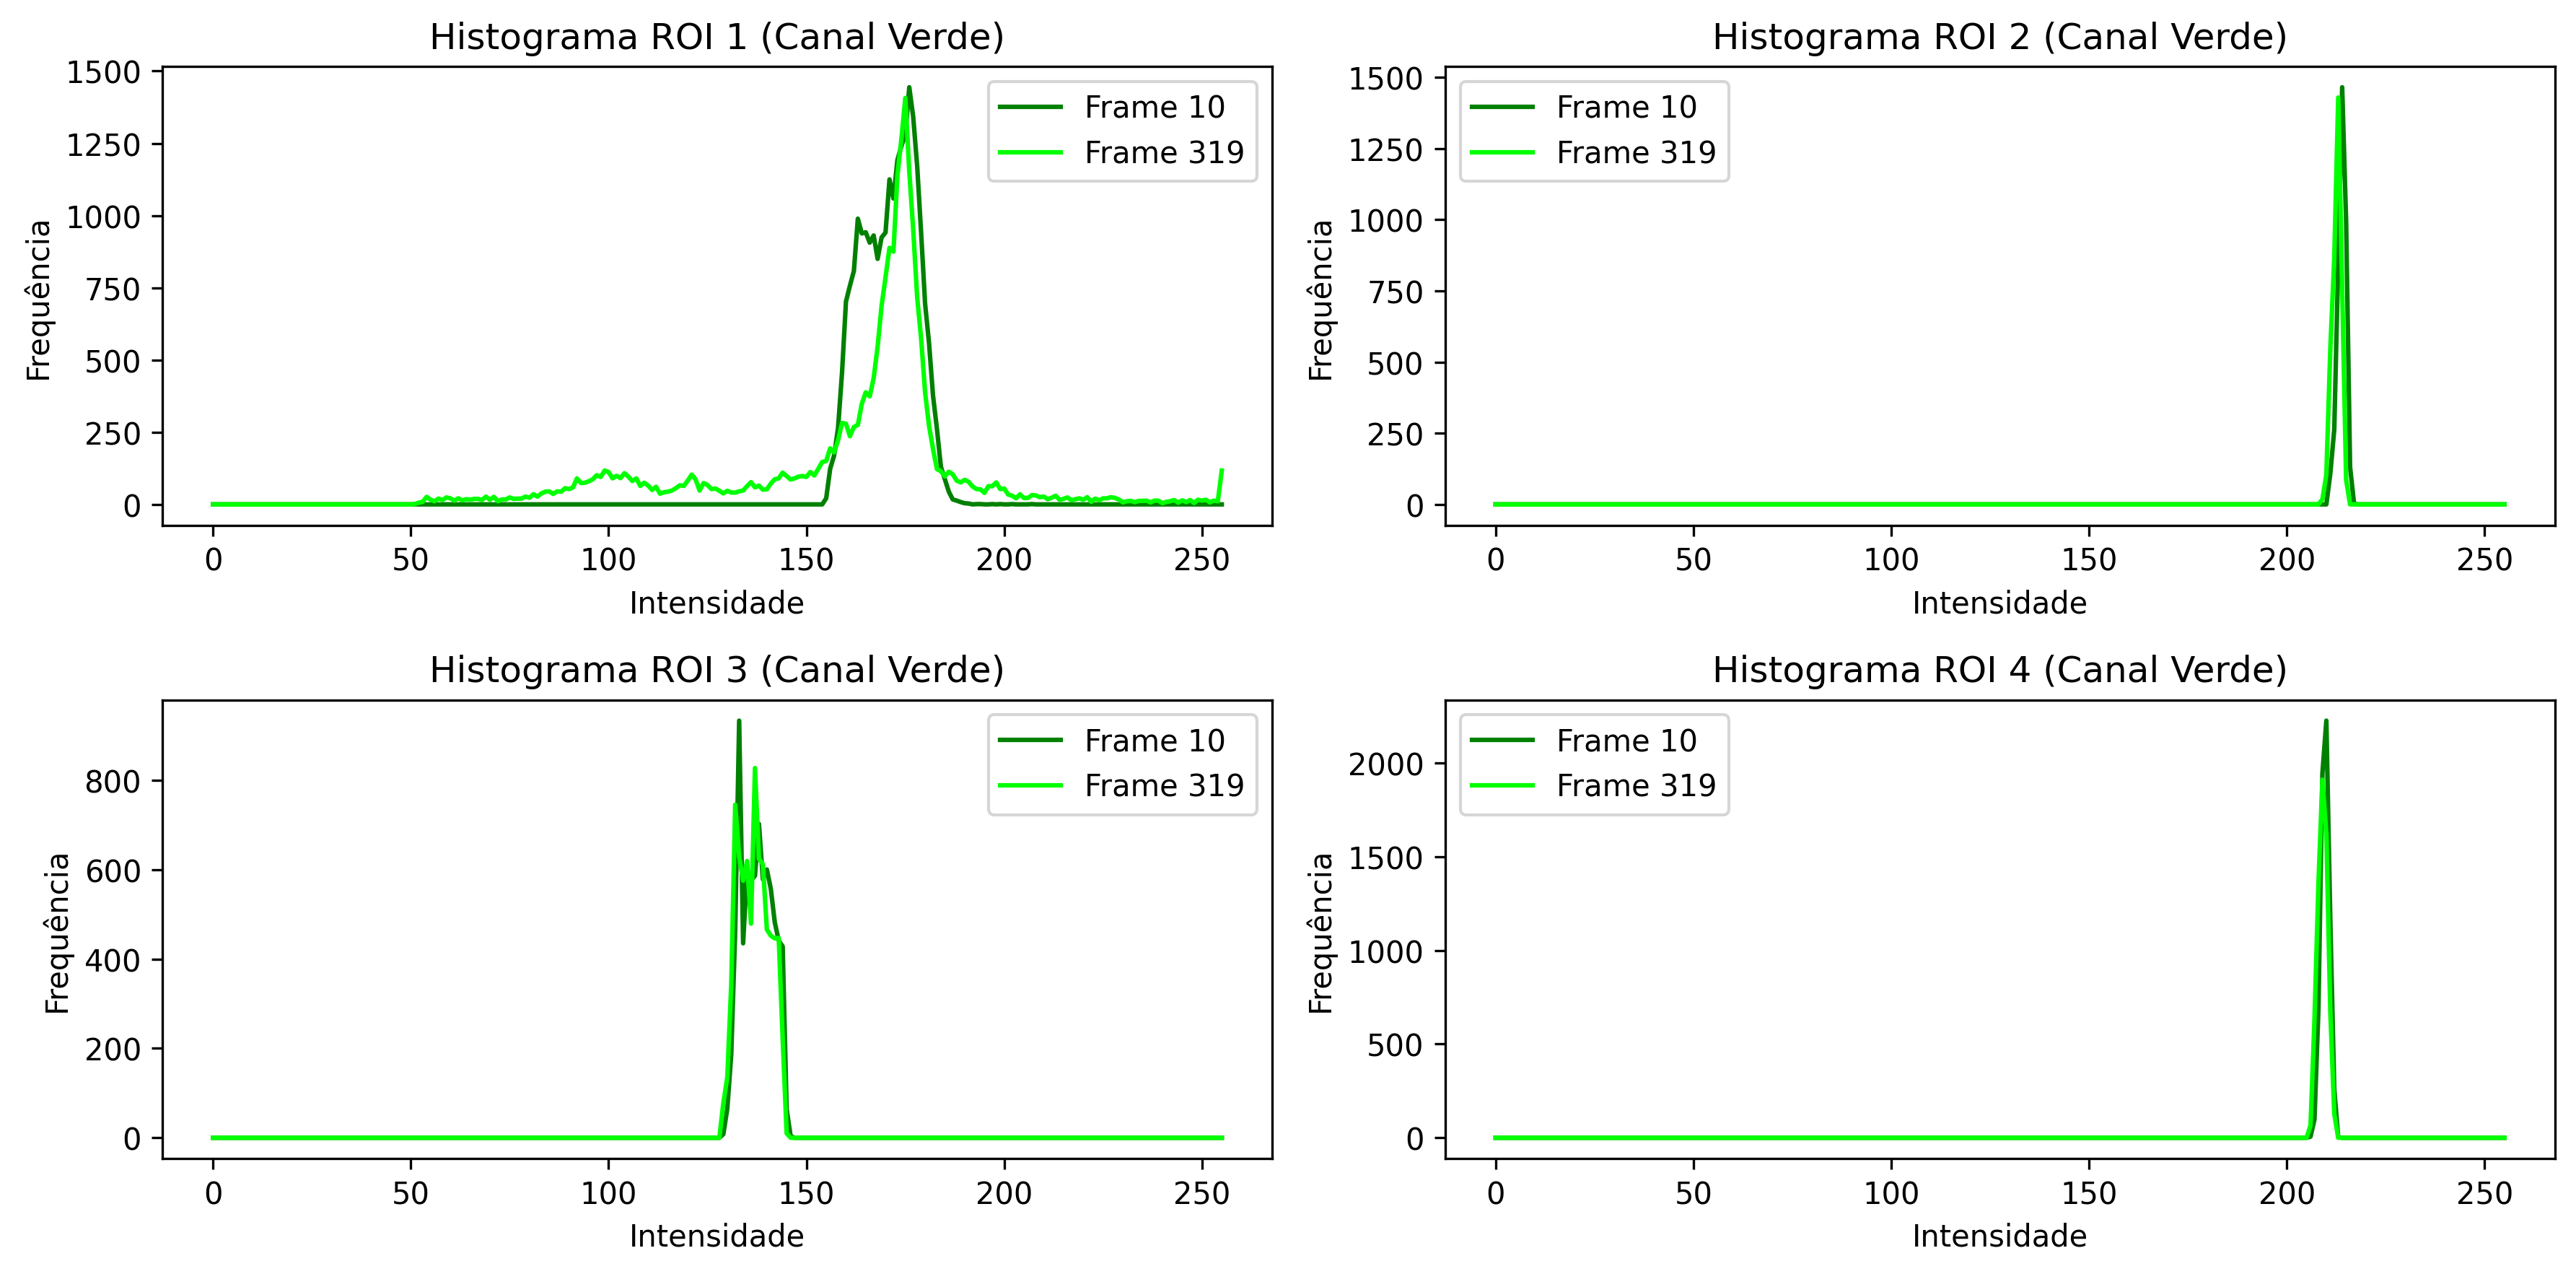 Histograma ROI 1 (Canal Verde)
1500
1250
1000
750
500
250
0
Frequência
Frame 10
Frame 319
0 50 100 150 200 250
Intensidade
Histograma ROI 2 (Canal Verde)
1500
1250
1000
750
500
250
0
Frequência
Frame 10
Frame 319
0 50 100 150 200 250
Intensidade
Histograma ROI 3 (Canal Verde)
800
600
400
200
0
Frequência
Frame 10
Frame 319
0 50 100 150 200 250
Intensidade
Histograma ROI 4 (Canal Verde)
2000
1500
1000
500
0
Frequência
Frame 10
Frame 319
0 50 100 150 200 250
Intensidade